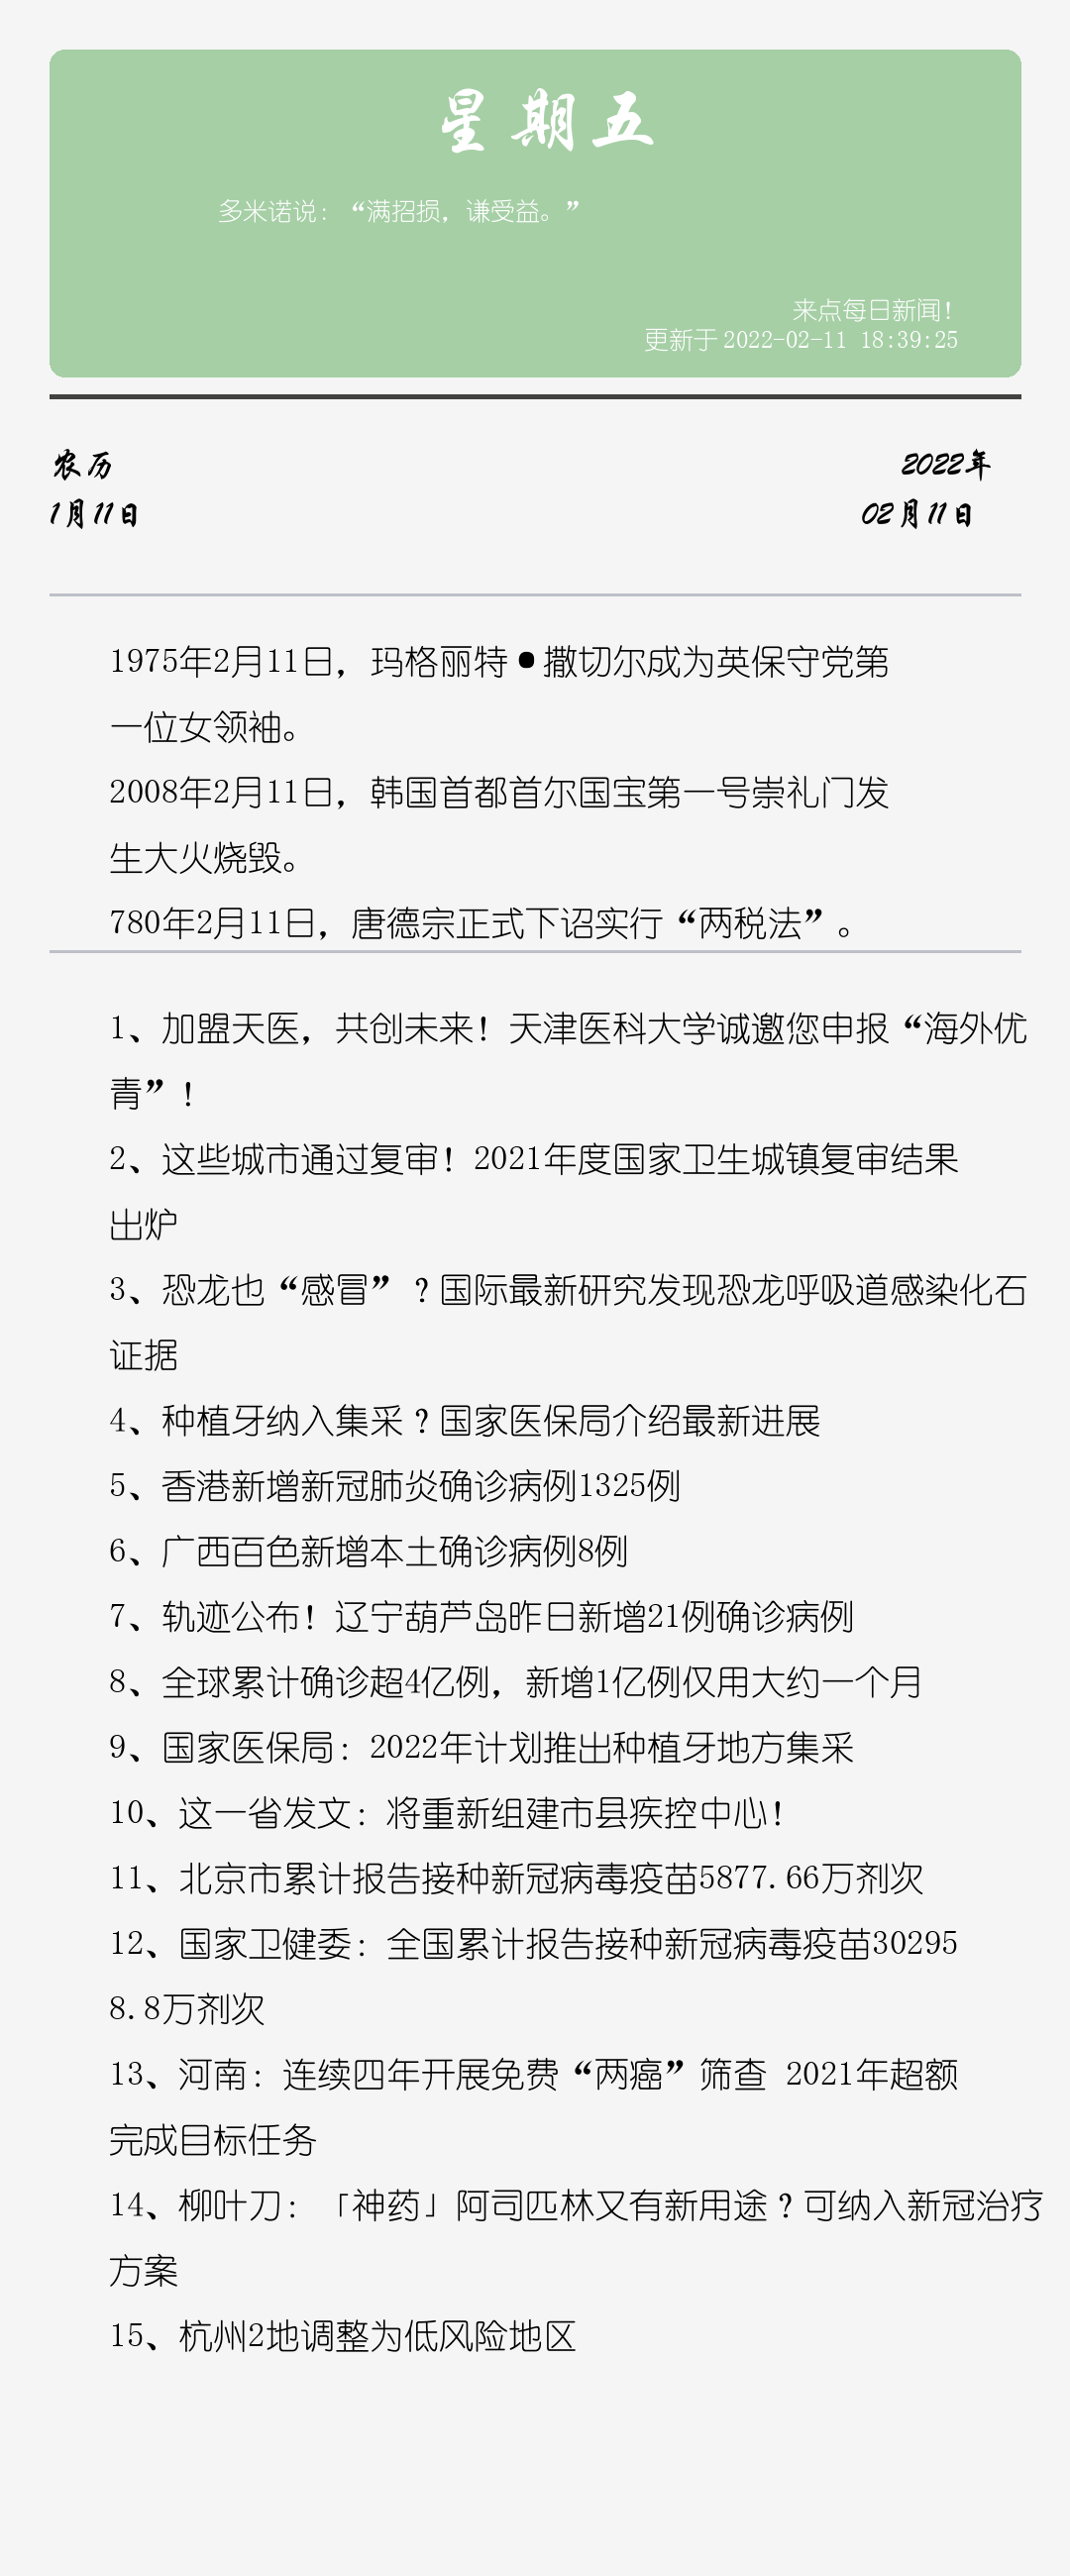 星期五
多米诺说：“满招损，谦受益。”
来点每日新闻！
更新于 2022-02-11 18:39:25
农历
2022年
1月11日
02月11日
1975年2月11日，玛格丽特•撒切尔成为英保守党第
一位女领袖。
2008年2月11日，韩国首都首尔国宝第一号崇礼门发
生大火烧毁。
780年2月11日，唐德宗正式下诏实行“两税法”。
1、加盟天医，共创未来！天津医科大学诚邀您申报“海外优
青”！
2、这些城市通过复审！2021年度国家卫生城镇复审结果
出炉
3、恐龙也“感冒”？国际最新研究发现恐龙呼吸道感染化石
证据
4、种植牙纳入集采？国家医保局介绍最新进展
5、香港新增新冠肺炎确诊病例1325例
6、广西百色新增本土确诊病例8例
7、轨迹公布！辽宁葫芦岛昨日新增21例确诊病例
8、全球累计确诊超4亿例，新增1亿例仅用大约一个月
9、国家医保局：2022年计划推出种植牙地方集采
10、这一省发文：将重新组建市县疾控中心！
11、北京市累计报告接种新冠病毒疫苗5877.66万剂次
12、国家卫健委：全国累计报告接种新冠病毒疫苗30295
8.8万剂次
13、河南：连续四年开展免费“两癌”筛查 2021年超额
完成目标任务
14、柳叶刀：「神药」阿司匹林又有新用途？可纳入新冠治疗
方案
15、杭州2地调整为低风险地区